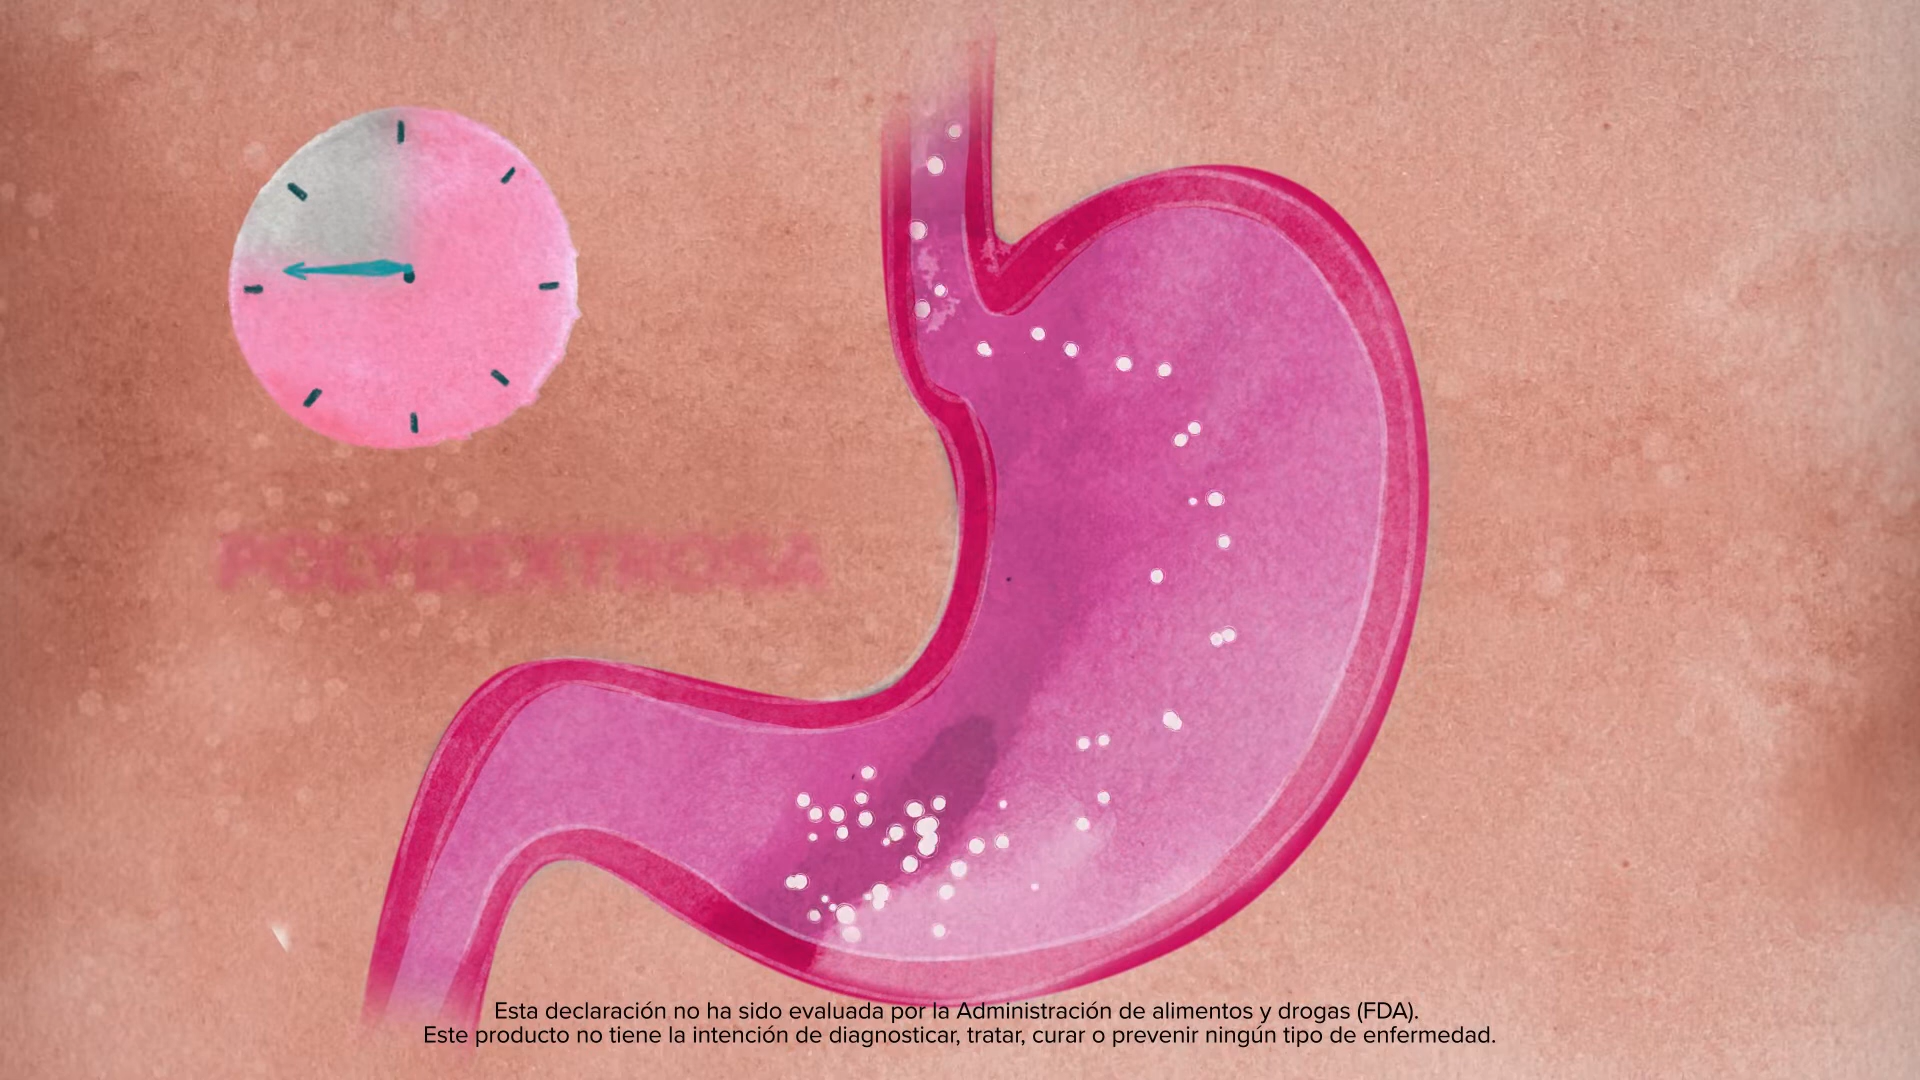 POLYDEXTROSA
Esta declaración no ha sido evaluada por la Administración de alimentos y drogas (FDA).
Este producto no tiene la intención de diagnosticar, tratar, curar o prevenir ningún tipo de enfermedad.